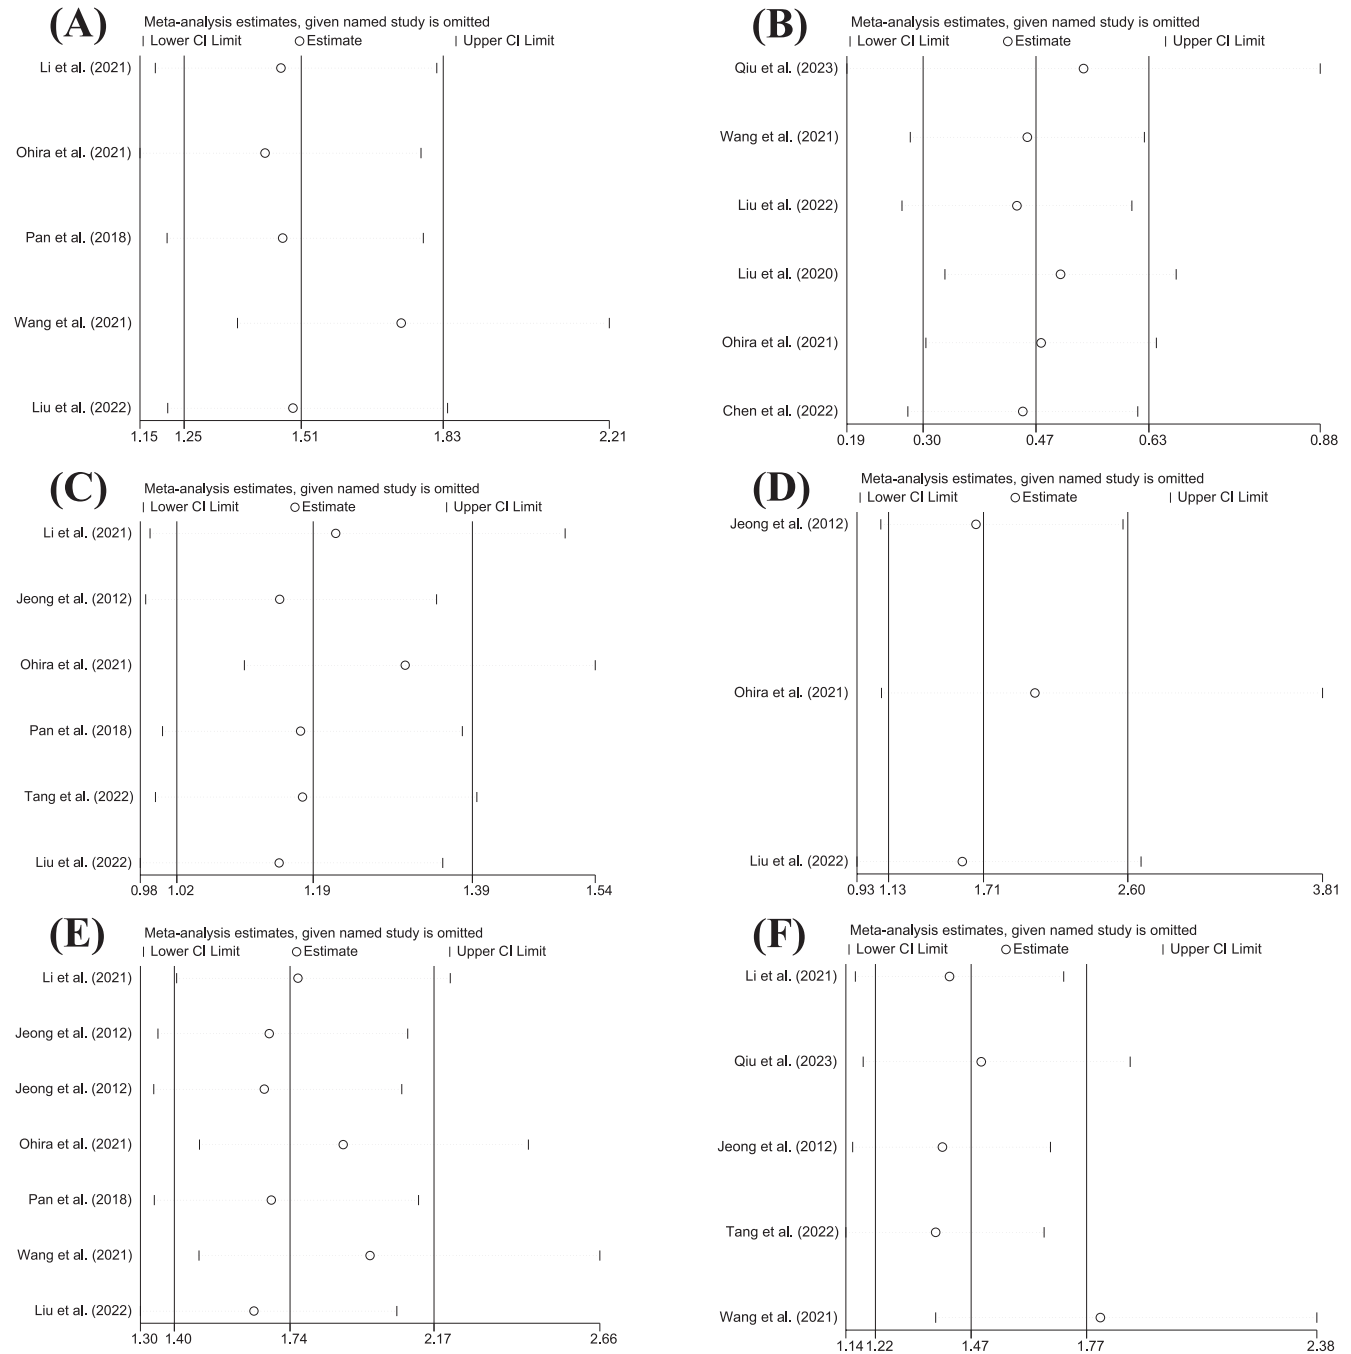 (A)
Meta-analysis estimates, given named study is omitted
Lower CI Limit Estimate Upper CI Limit
Li et al. (2021)
Ohira et al. (2021)
Pan et al. (2018)
Wang et al. (2021)
Liu et al. (2022)
1.15 1.25 1.51 1.83 2.21
(B)
Meta-analysis estimates, given named study is omitted
Lower CI Limit Estimate Upper CI Limit
Qiu et al. (2023)
Wang et al. (2021)
Liu et al. (2022)
Liu et al. (2020)
Ohira et al. (2021)
Chen et al. (2022)
0.19 0.30 0.47 0.63 0.88
(C)
Meta-analysis estimates, given named study is omitted
Lower CI Limit Estimate Upper CI Limit
Li et al. (2021)
Jeong et al. (2012)
Ohira et al. (2021)
Pan et al. (2018)
Tang et al. (2022)
Liu et al. (2022)
0.98 1.02 1.19 1.39 1.54
(D)
Meta-analysis estimates, given named study is omitted
Lower CI Limit Estimate Upper CI Limit
Jeong et al. (2012)
Ohira et al. (2021)
Liu et al. (2022)
0.93 1.13 1.71 2.60 3.81
(E)
Meta-analysis estimates, given named study is omitted
Lower CI Limit Estimate Upper CI Limit
Li et al. (2021)
Jeong et al. (2012)
Jeong et al. (2012)
Ohira et al. (2021)
Pan et al. (2018)
Wang et al. (2021)
Liu et al. (2022)
1.30 1.40 1.74 2.17 2.66
(F)
Meta-analysis estimates, given named study is omitted
Lower CI Limit Estimate Upper CI Limit
Li et al. (2021)
Qiu et al. (2023)
Jeong et al. (2012)
Tang et al. (2022)
Wang et al. (2021)
1.14 1.22 1.47 1.77 2.38